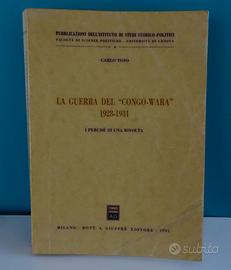 PUBBLICAZIONI DELL'ISTITUTO DI STUDI STORICO-POLITICI
FACOLTÀ DI SCIENZE POLITICHE - UNIVERSITÀ DI GENOVA
CARLO TOSO
LA GUERRA DEL "CONGO-WARA"
1928-1931
I PERCHÉ DI UNA RIVOLTA
MILANO - DOTT. A. GIUFFRÈ EDITORE - 1991
subito